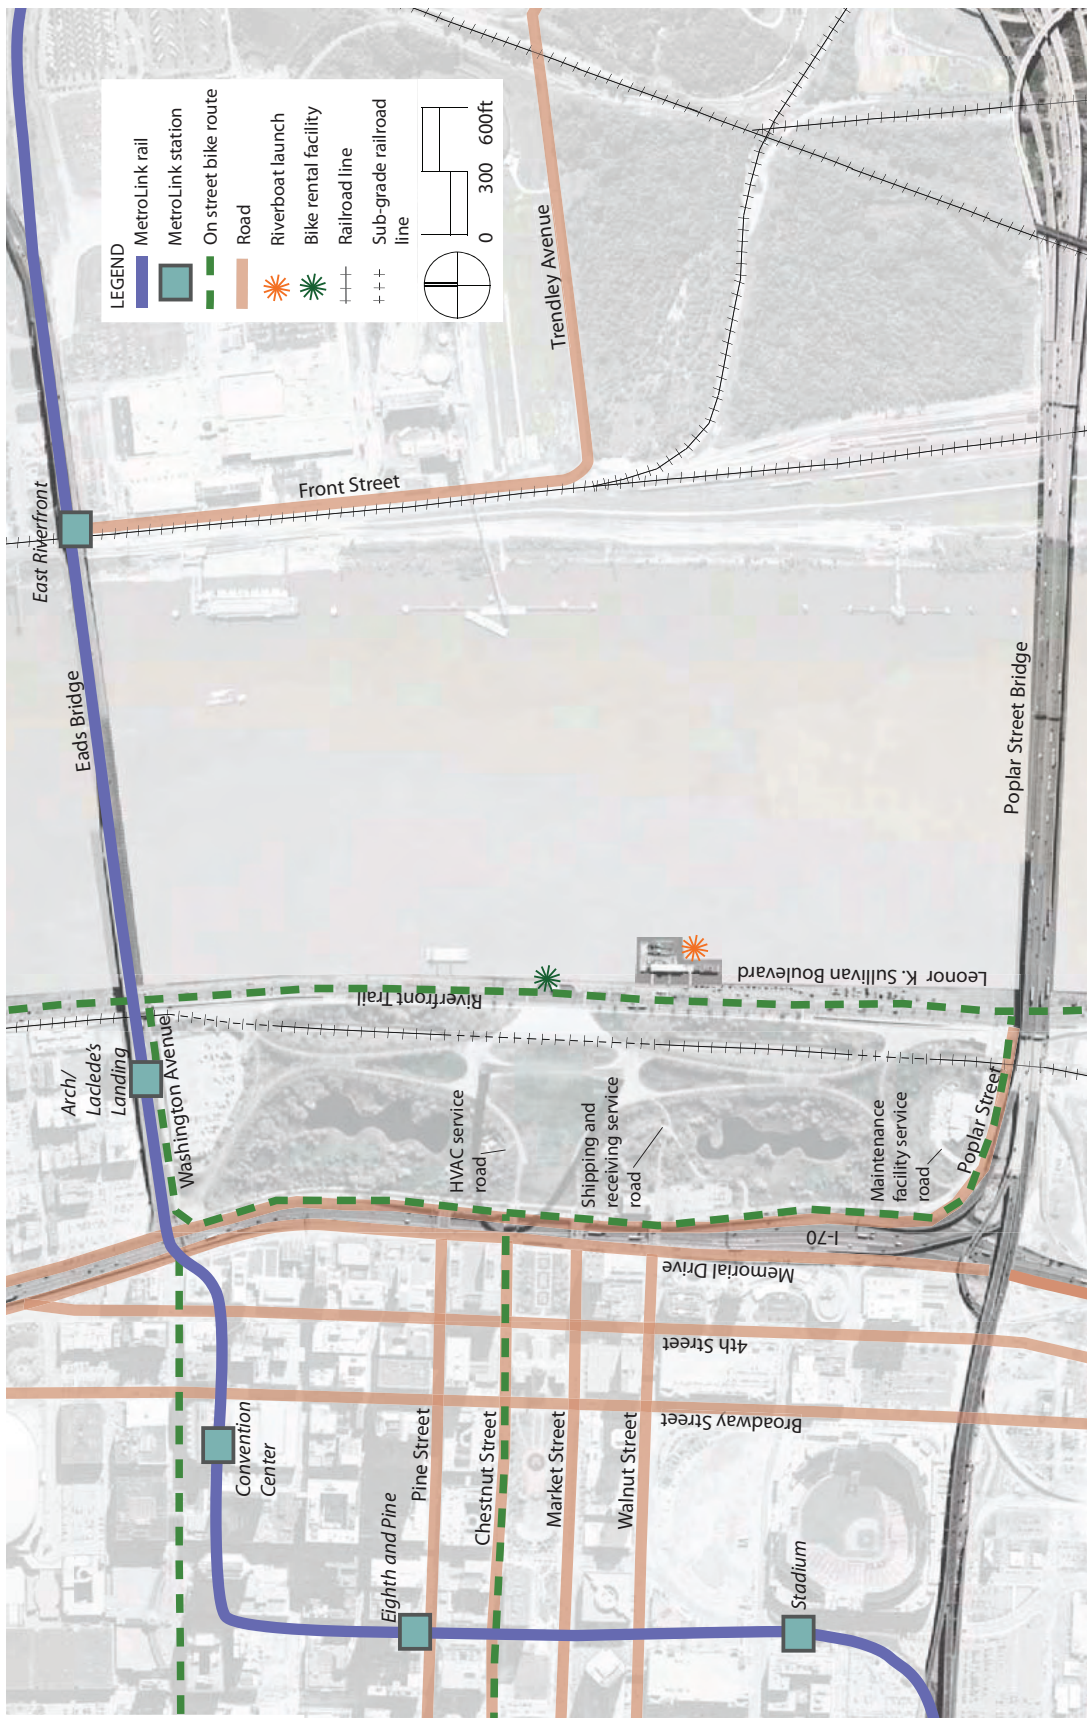 LEGEND
MetroLink rail
MetroLink station
On street bike route
Road
Riverboat launch
Bike rental facility
Railroad line
Sub-grade railroad
line
0 300 600ft
East Riverfront
Eads Bridge
Front Street
Trendley Avenue
Poplar Street Bridge
Arch/
Laclede's
Landing
Washington Avenue
Riverfront Trail
Leonor K. Sullivan Boulevard
HVAC service
road
Shipping and
receiving service
road
Maintenance
facility service
road
Poplar Street
I-70
Memorial Drive
4th Street
Broadway Street
Convention
Center
Eighth and Pine
Pine Street
Chestnut Street
Market Street
Walnut Street
Stadium